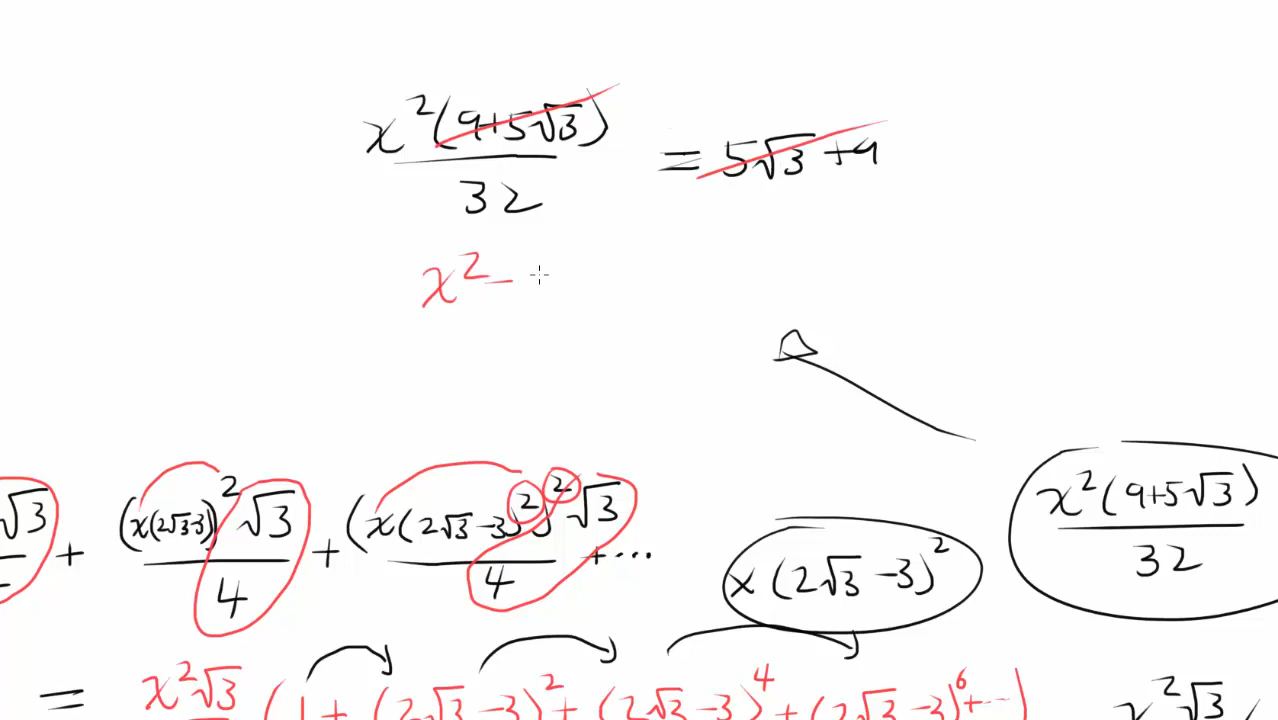 x²(9+5√3)/32 = 5√3+9
x² –
√3 + (x(2√3-3))²√3/4 + (x(2√3-3)²)²√3/4 + ...
x(2√3-3)²
x²(9+5√3)/32
= x²√3 (1+(2√3-3)²+(2√3-3)⁴+(2√3-3)⁶+...)
x²√3